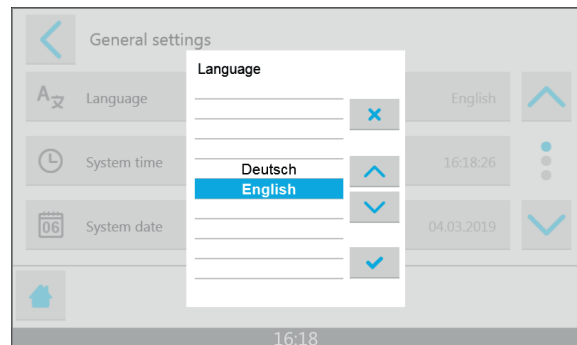 General settings
Language
Language
English
Deutsch
English
System time
16:18:26
System date
06
04.03.2019
16:18